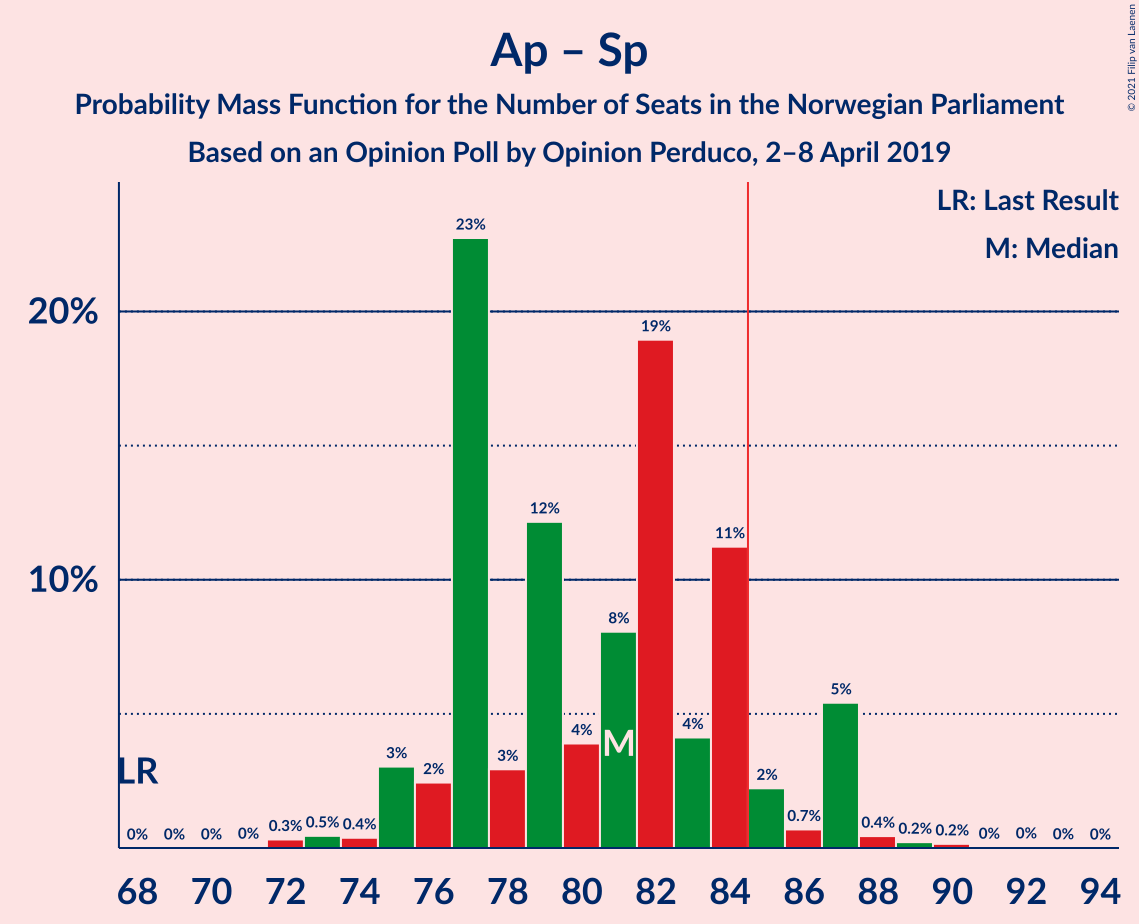 Ap – Sp
Probability Mass Function for the Number of Seats in the Norwegian Parliament
Based on an Opinion Poll by Opinion Perduco, 2–8 April 2019
© 2021 Filip van Laenen
LR: Last Result
M: Median
20%
10%
LR
M
0% 0% 0% 0% 0.3% 0.5% 0.4% 3% 2% 23% 3% 12% 4% 8% 19% 4% 11% 2% 0.7% 5% 0.4% 0.2% 0.2% 0% 0% 0% 0%
68 70 72 74 76 78 80 82 84 86 88 90 92 94